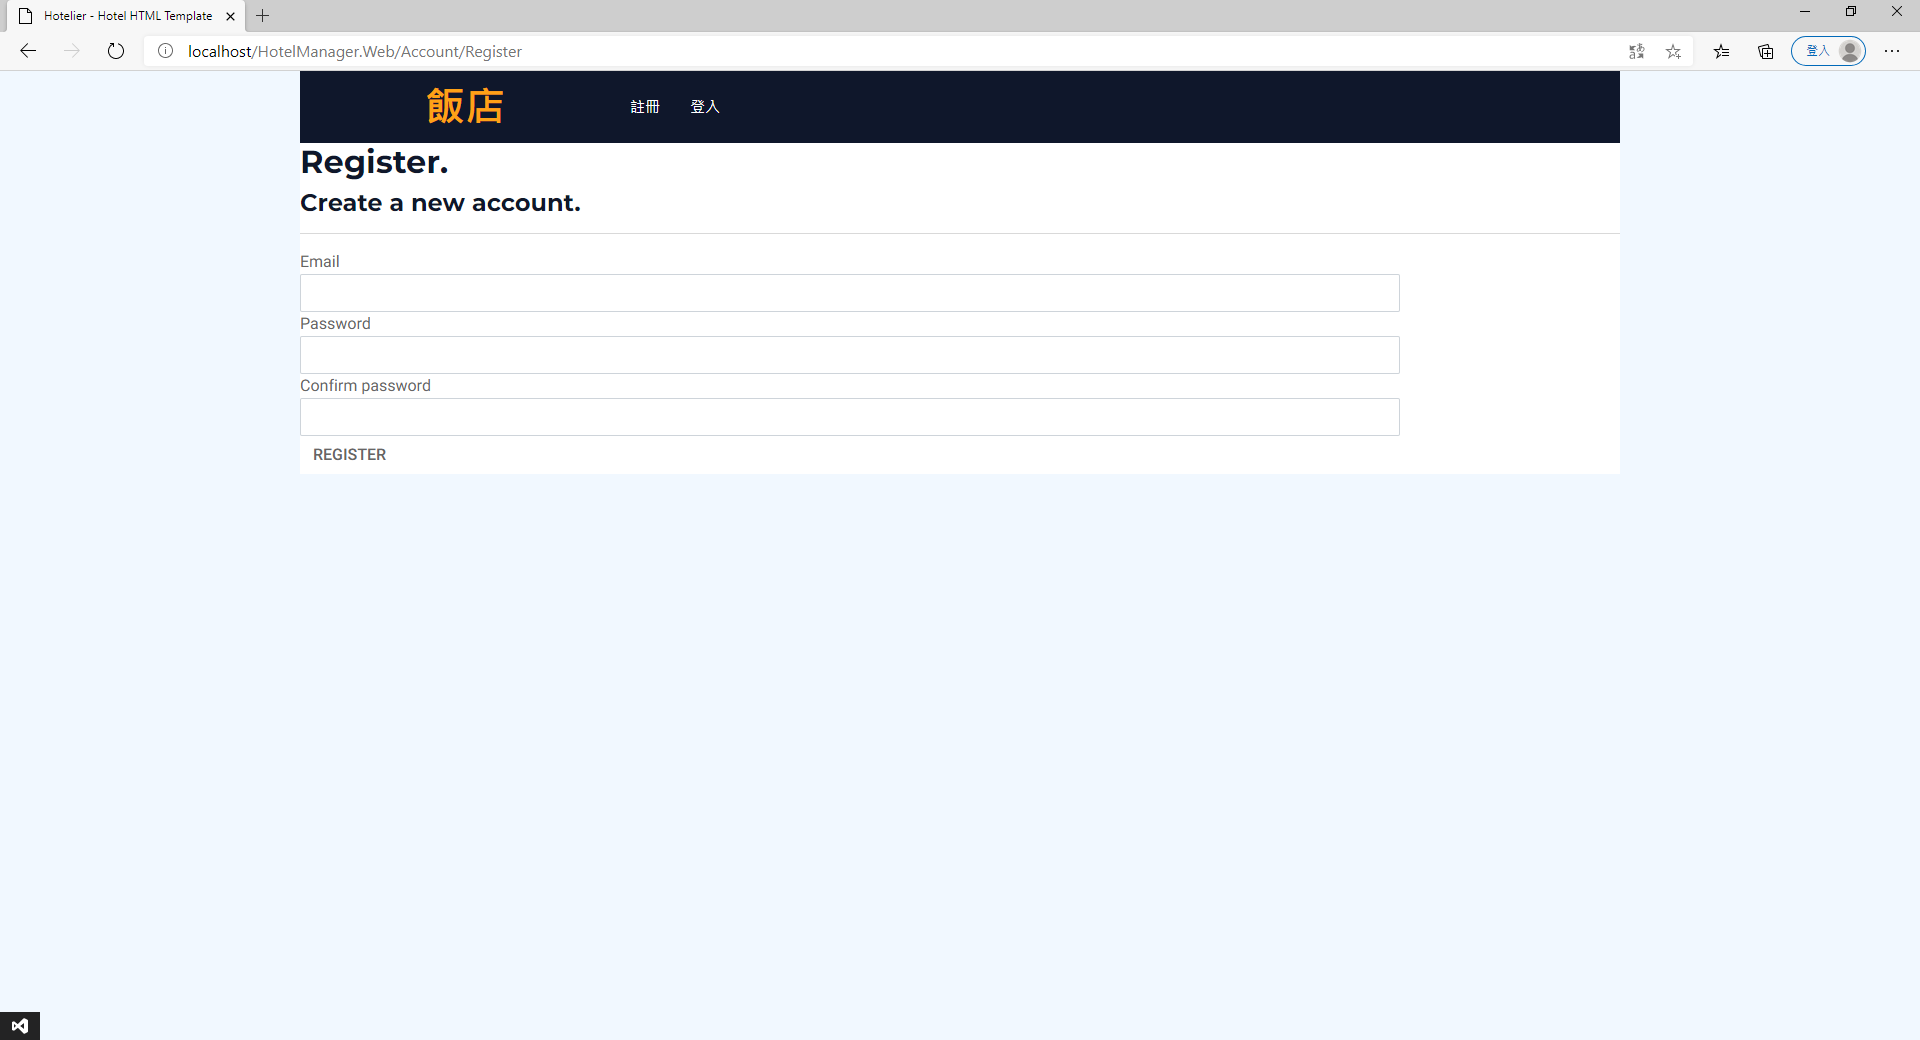 Hotelier - Hotel HTML Template
localhost/HotelManager.Web/Account/Register
登入
飯店
註冊
登入
Register.
Create a new account.
Email
Password
Confirm password
REGISTER